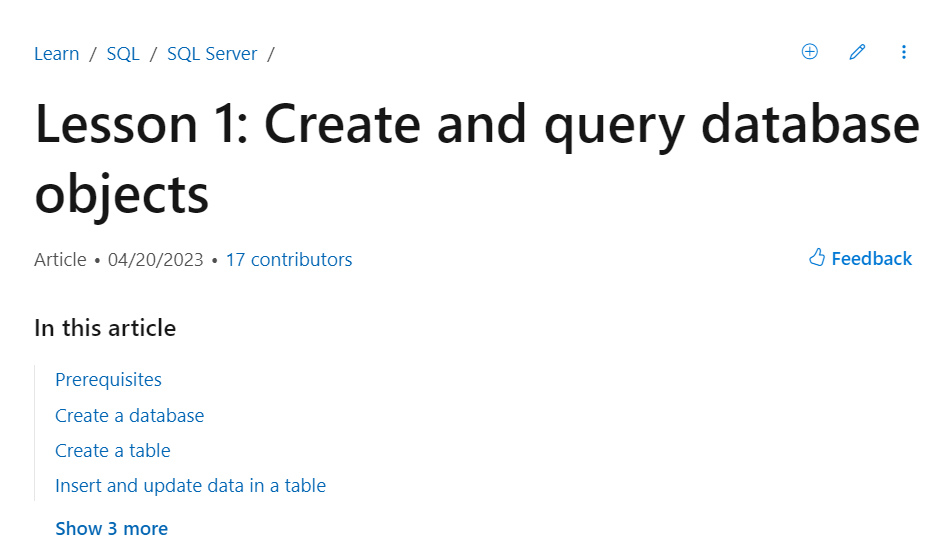 Learn / SQL / SQL Server /
Lesson 1: Create and query database
objects
Article • 04/20/2023 • 17 contributors
Feedback
In this article
Prerequisites
Create a database
Create a table
Insert and update data in a table
Show 3 more